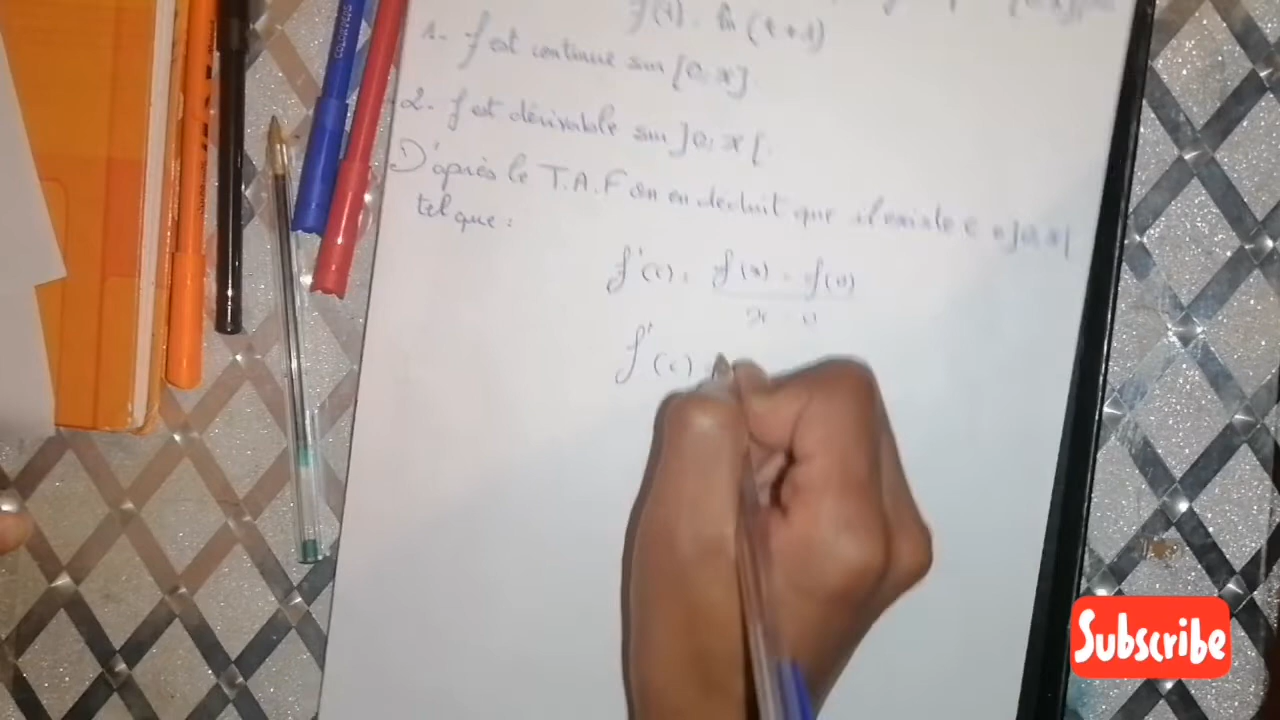 f(t) = ln(t+1)
1. f est continue sur [0, x]
2. f est dérivable sur ]0, x[.
D'après le T.A.F on en déduit que il existe c ∈ ]0, x[
tel que :
f'(c) = f(x) - f(0)
x - 0
f'(c) =
COLORPEPS
Subscribe